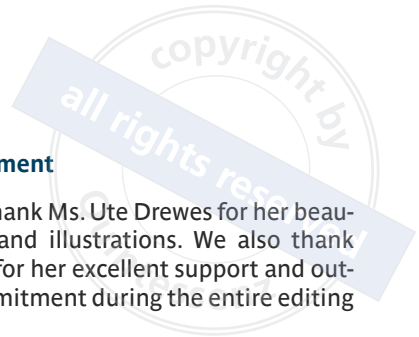 copyright by
all rights reserved
ment
hank Ms. Ute Drewes for her beau-
and illustrations. We also thank
for her excellent support and out-
mitment during the entire editing